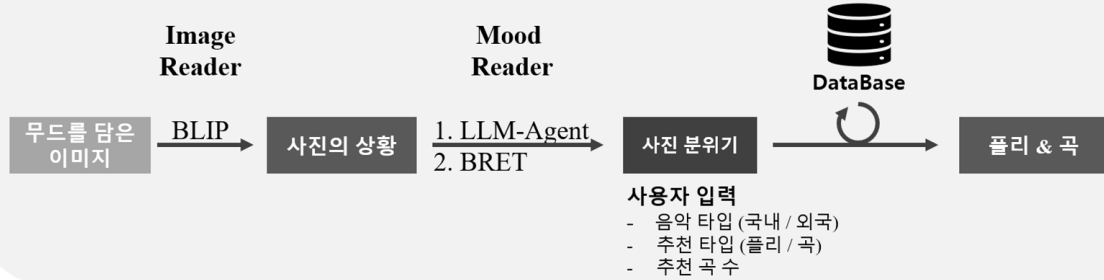 Image
Reader
Mood
Reader
DataBase
무드를 담은
이미지
BLIP
사진의 상황
1. LLM-Agent
2. BRET
사진 분위기
플리 & 곡
사용자 입력
- 음악 타입 (국내 / 외국)
- 추천 타입 (플리 / 곡)
- 추천 곡 수